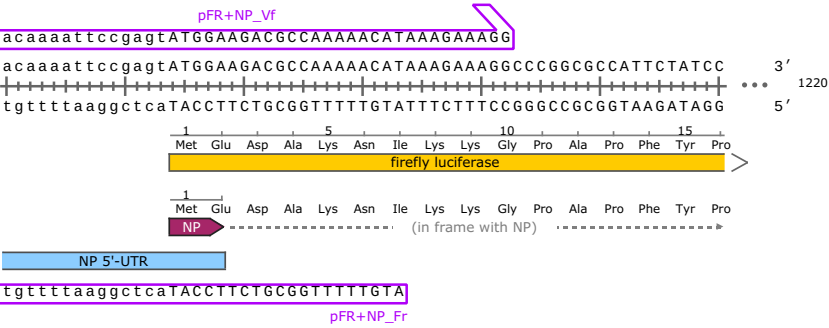 pFR+NP_Vf
acaaaattccgagtATGGAAGACGCCAAAAACATAAAGAAAGG
acaaaattccgagtATGGAAGACGCCAAAAACATAAAGAAAGGCCCGGCGCCATTCTATCC 3′
••• 1220
tgttttaaggctcaTACCTTCTGCGGTTTTTGTATTTCTTTCCGGGCCGCGGTAAGATAGG 5′
1 5 10 15
Met Glu Asp Ala Lys Asn Ile Lys Lys Gly Pro Ala Pro Phe Tyr Pro
firefly luciferase
1
Met Glu Asp Ala Lys Asn Ile Lys Lys Gly Pro Ala Pro Phe Tyr Pro
NP (in frame with NP)
NP 5'-UTR
tgttttaaggctcaTACCTTCTGCGGTTTTTGTA
pFR+NP_Fr